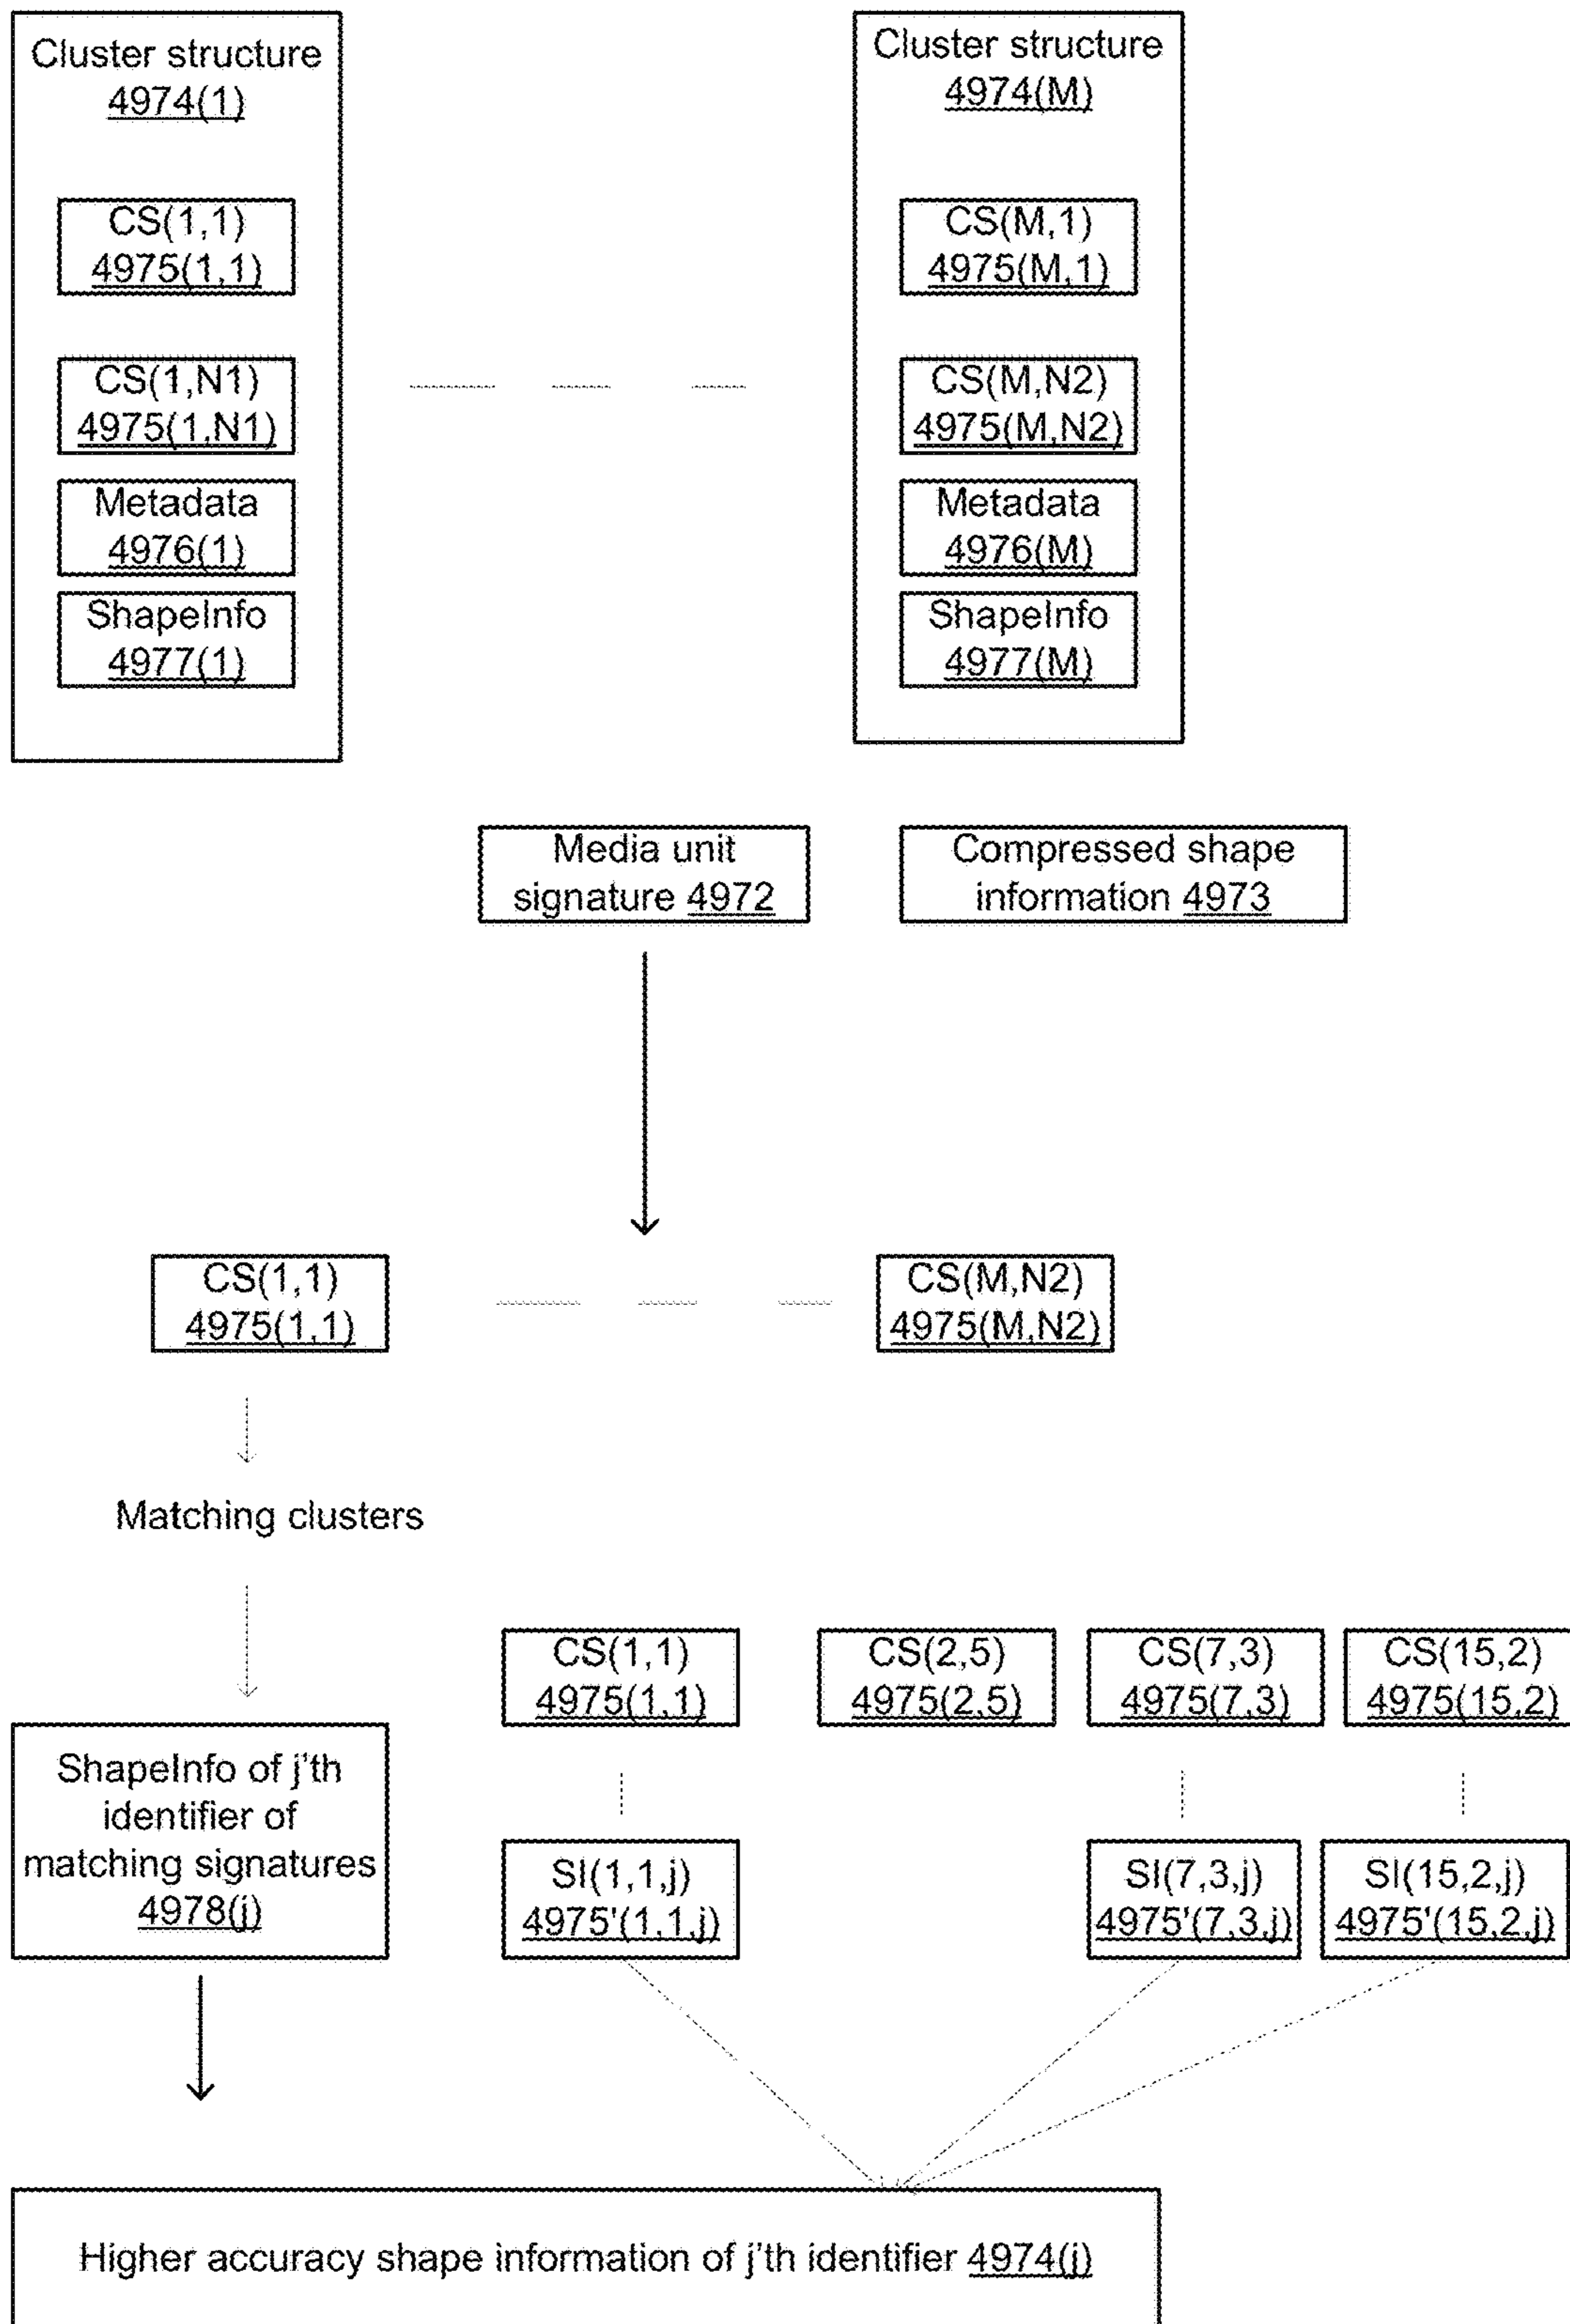 Cluster structure
4974(1)
CS(1,1)
4975(1,1)
CS(1,N1)
4975(1,N1)
Metadata
4976(1)
ShapeInfo
4977(1)
Cluster structure
4974(M)
CS(M,1)
4975(M,1)
CS(M,N2)
4975(M,N2)
Metadata
4976(M)
ShapeInfo
4977(M)
Media unit
signature 4972
Compressed shape
information 4973
CS(1,1)
4975(1,1)
CS(M,N2)
4975(M,N2)
Matching clusters
CS(1,1)
4975(1,1)
CS(2,5)
4975(2,5)
CS(7,3)
4975(7,3)
CS(15,2)
4975(15,2)
ShapeInfo of j'th
identifier of
matching signatures
4978(j)
SI(1,1,j)
4975'(1,1,j)
SI(7,3,j)
4975'(7,3,j)
SI(15,2,j)
4975'(15,2,j)
Higher accuracy shape information of j'th identifier 4974(j)